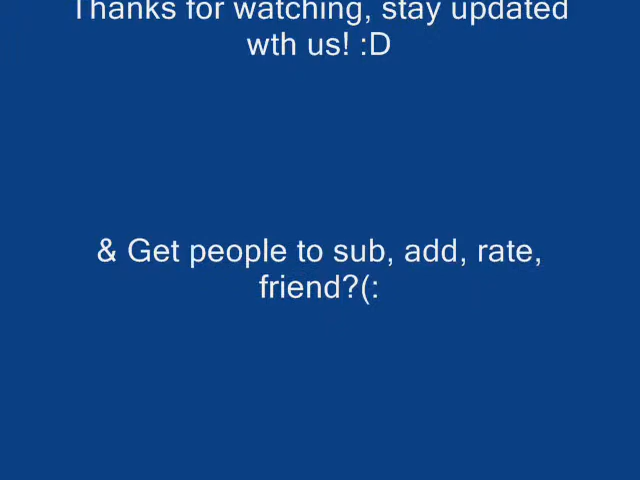 Thanks for watching, stay updated
wth us! :D
& Get people to sub, add, rate,
friend?(: